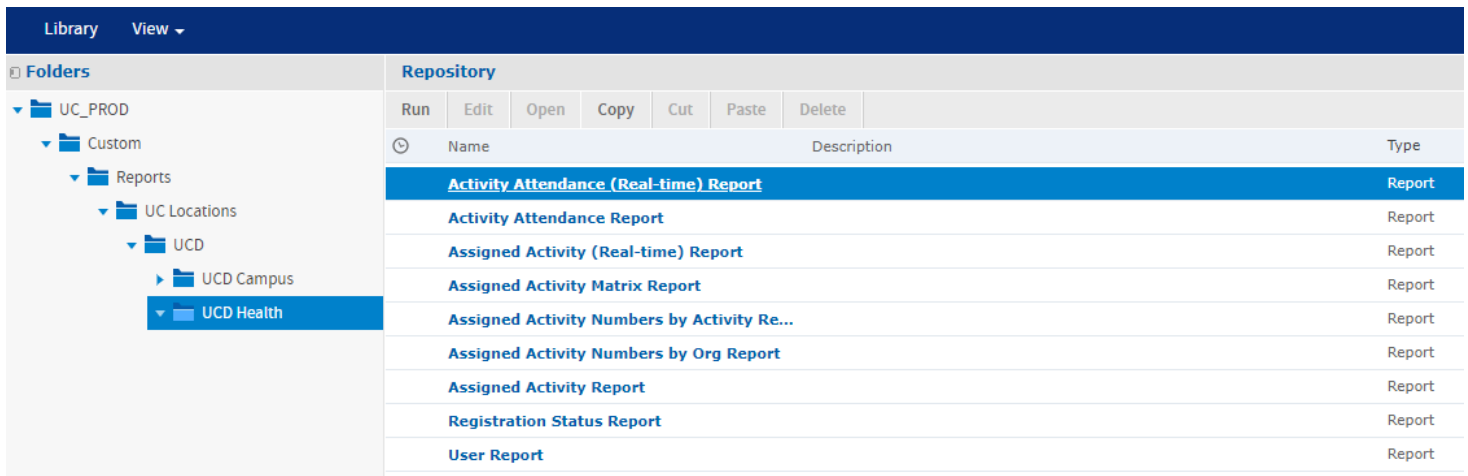 Library View
Folders
UC_PROD
Custom
Reports
UC Locations
UCD
UCD Campus
UCD Health
Repository
Run Edit Open Copy Cut Paste Delete
Name Description Type
Activity Attendance (Real-time) Report Report
Activity Attendance Report Report
Assigned Activity (Real-time) Report Report
Assigned Activity Matrix Report Report
Assigned Activity Numbers by Activity Re... Report
Assigned Activity Numbers by Org Report Report
Assigned Activity Report Report
Registration Status Report Report
User Report Report